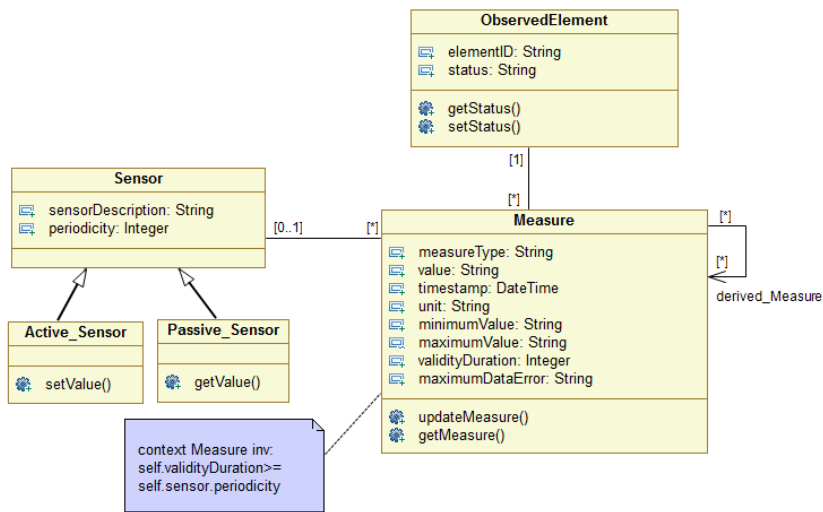 ObservedElement
elementID: String
status: String
getStatus()
setStatus()
[1]
[*]
Sensor
sensorDescription: String
periodicity: Integer
[0..1]
[*]
Measure
measureType: String
value: String
timestamp: DateTime
unit: String
minimumValue: String
maximumValue: String
validityDuration: Integer
maximumDataError: String
updateMeasure()
getMeasure()
[*]
[*]
derived_Measure
Active_Sensor
setValue()
Passive_Sensor
getValue()
context Measure inv:
self.validityDuration>=
self.sensor.periodicity